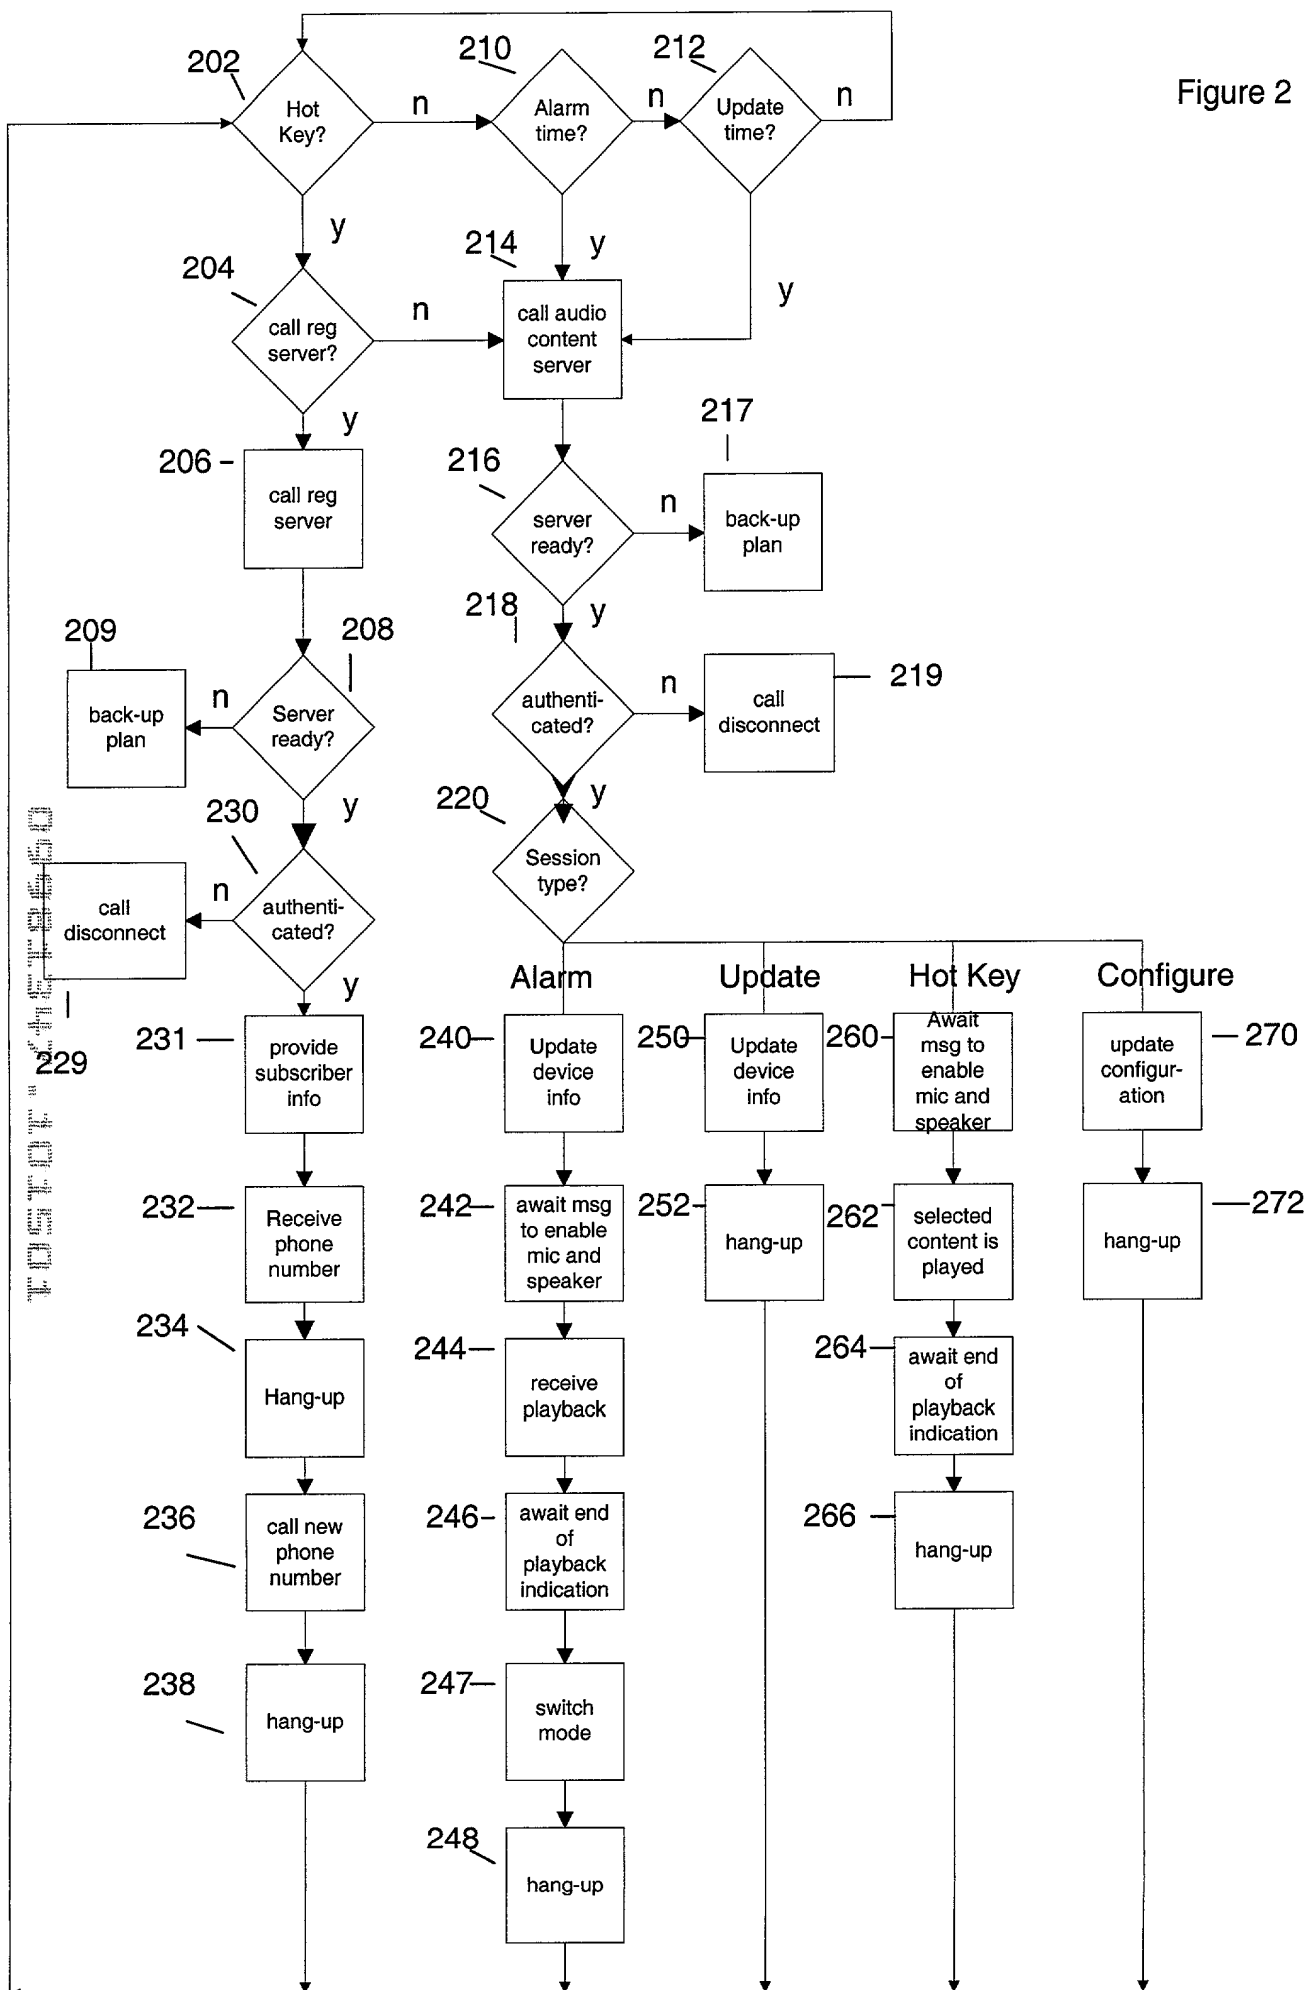 Figure 2
202
Hot
Key?
n
210
Alarm
time?
n
212
Update
time?
n
y
y
y
204
call reg
server?
n
214
call audio
content
server
y
206
call reg
server
216
server
ready?
n
217
back-up
plan
y
209
back-up
plan
n
208
Server
ready?
y
218
authenti-
cated?
n
219
call
disconnect
y
220
Session
type?
230
authenti-
cated?
n
call
disconnect
229
y
Alarm
Update
Hot Key
Configure
231
provide
subscriber
info
240
Update
device
info
250
Update
device
info
260
Await
msg to
enable
mic and
speaker
270
update
configur-
ation
232
Receive
phone
number
242
await msg
to enable
mic and
speaker
252
hang-up
262
selected
content is
played
272
hang-up
234
Hang-up
244
receive
playback
264
await end
of
playback
indication
236
call new
phone
number
246
await end
of
playback
indication
266
hang-up
238
hang-up
247
switch
mode
248
hang-up